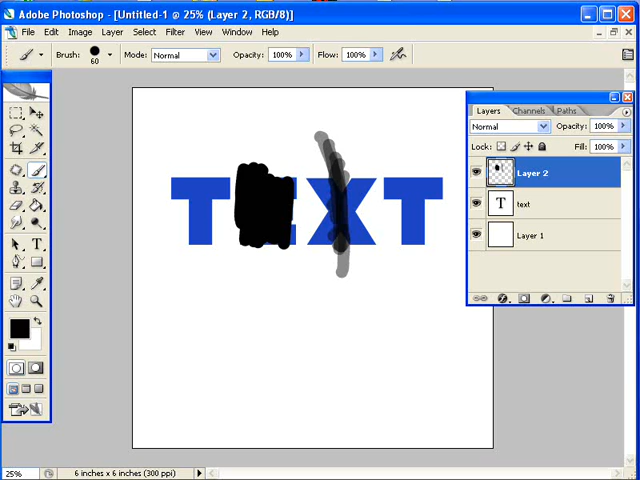 Adobe Photoshop - [Untitled-1 @ 25% (Layer 2, RGB/8)]
File Edit Image Layer Select Filter View Window Help
Brush: 60 Mode: Normal Opacity: 100% Flow: 100%
Layers Channels Paths
Normal Opacity: 100%
Lock: Fill: 100%
Layer 2
T text
Layer 1
TEXT
T
25% 6 inches x 6 inches (300 ppi)